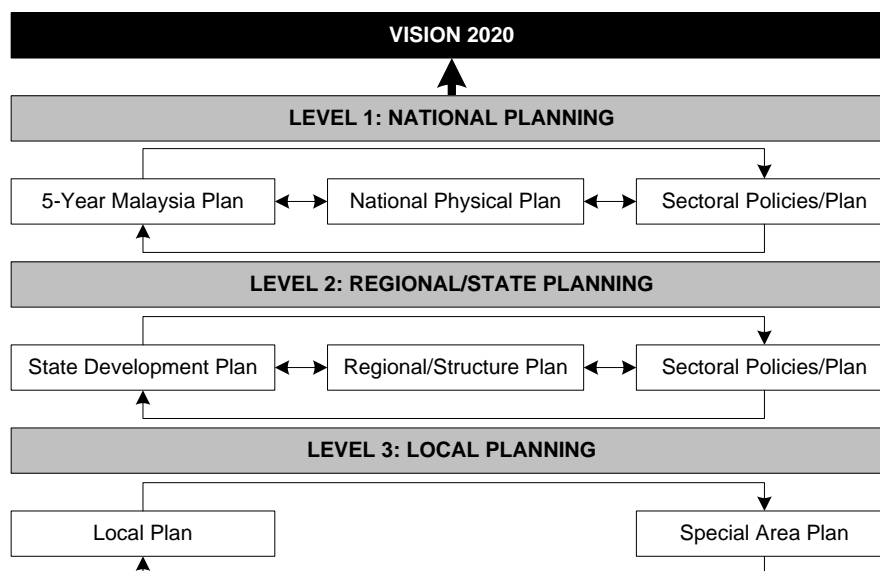 VISION 2020
LEVEL 1: NATIONAL PLANNING
5-Year Malaysia Plan
National Physical Plan
Sectoral Policies/Plan
LEVEL 2: REGIONAL/STATE PLANNING
State Development Plan
Regional/Structure Plan
Sectoral Policies/Plan
LEVEL 3: LOCAL PLANNING
Local Plan
Special Area Plan